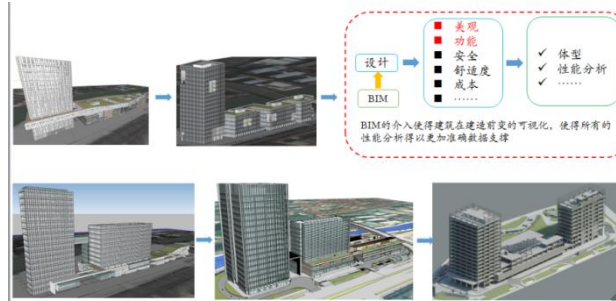 美观
功能
安全
舒适度
成本
……
设计
BIM
体型
性能分析
……
BIM的介入使得建筑在建造前变的可视化，使得所有的
性能分析得以更加准确数据支撑